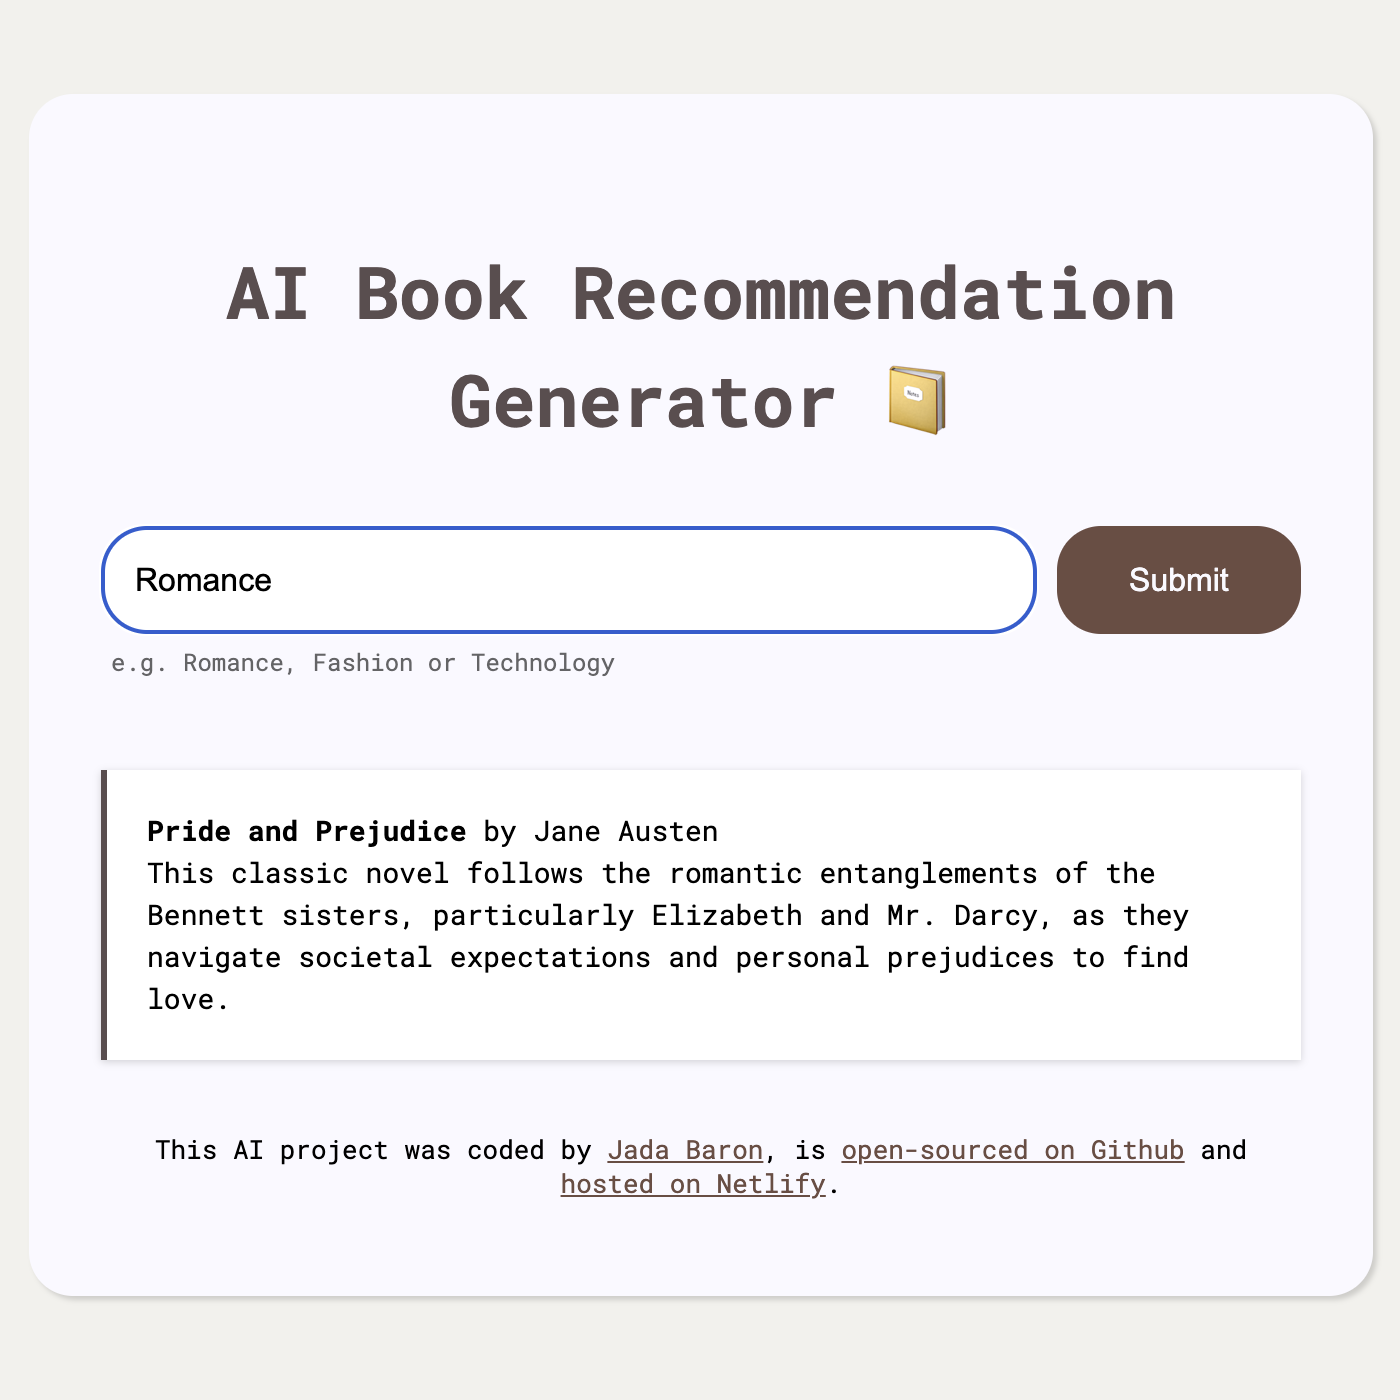 AI Book Recommendation
Generator
Romance
Submit
e.g. Romance, Fashion or Technology
Pride and Prejudice by Jane Austen
This classic novel follows the romantic entanglements of the
Bennett sisters, particularly Elizabeth and Mr. Darcy, as they
navigate societal expectations and personal prejudices to find
love.
This AI project was coded by Jada Baron, is open-sourced on Github and
hosted on Netlify.